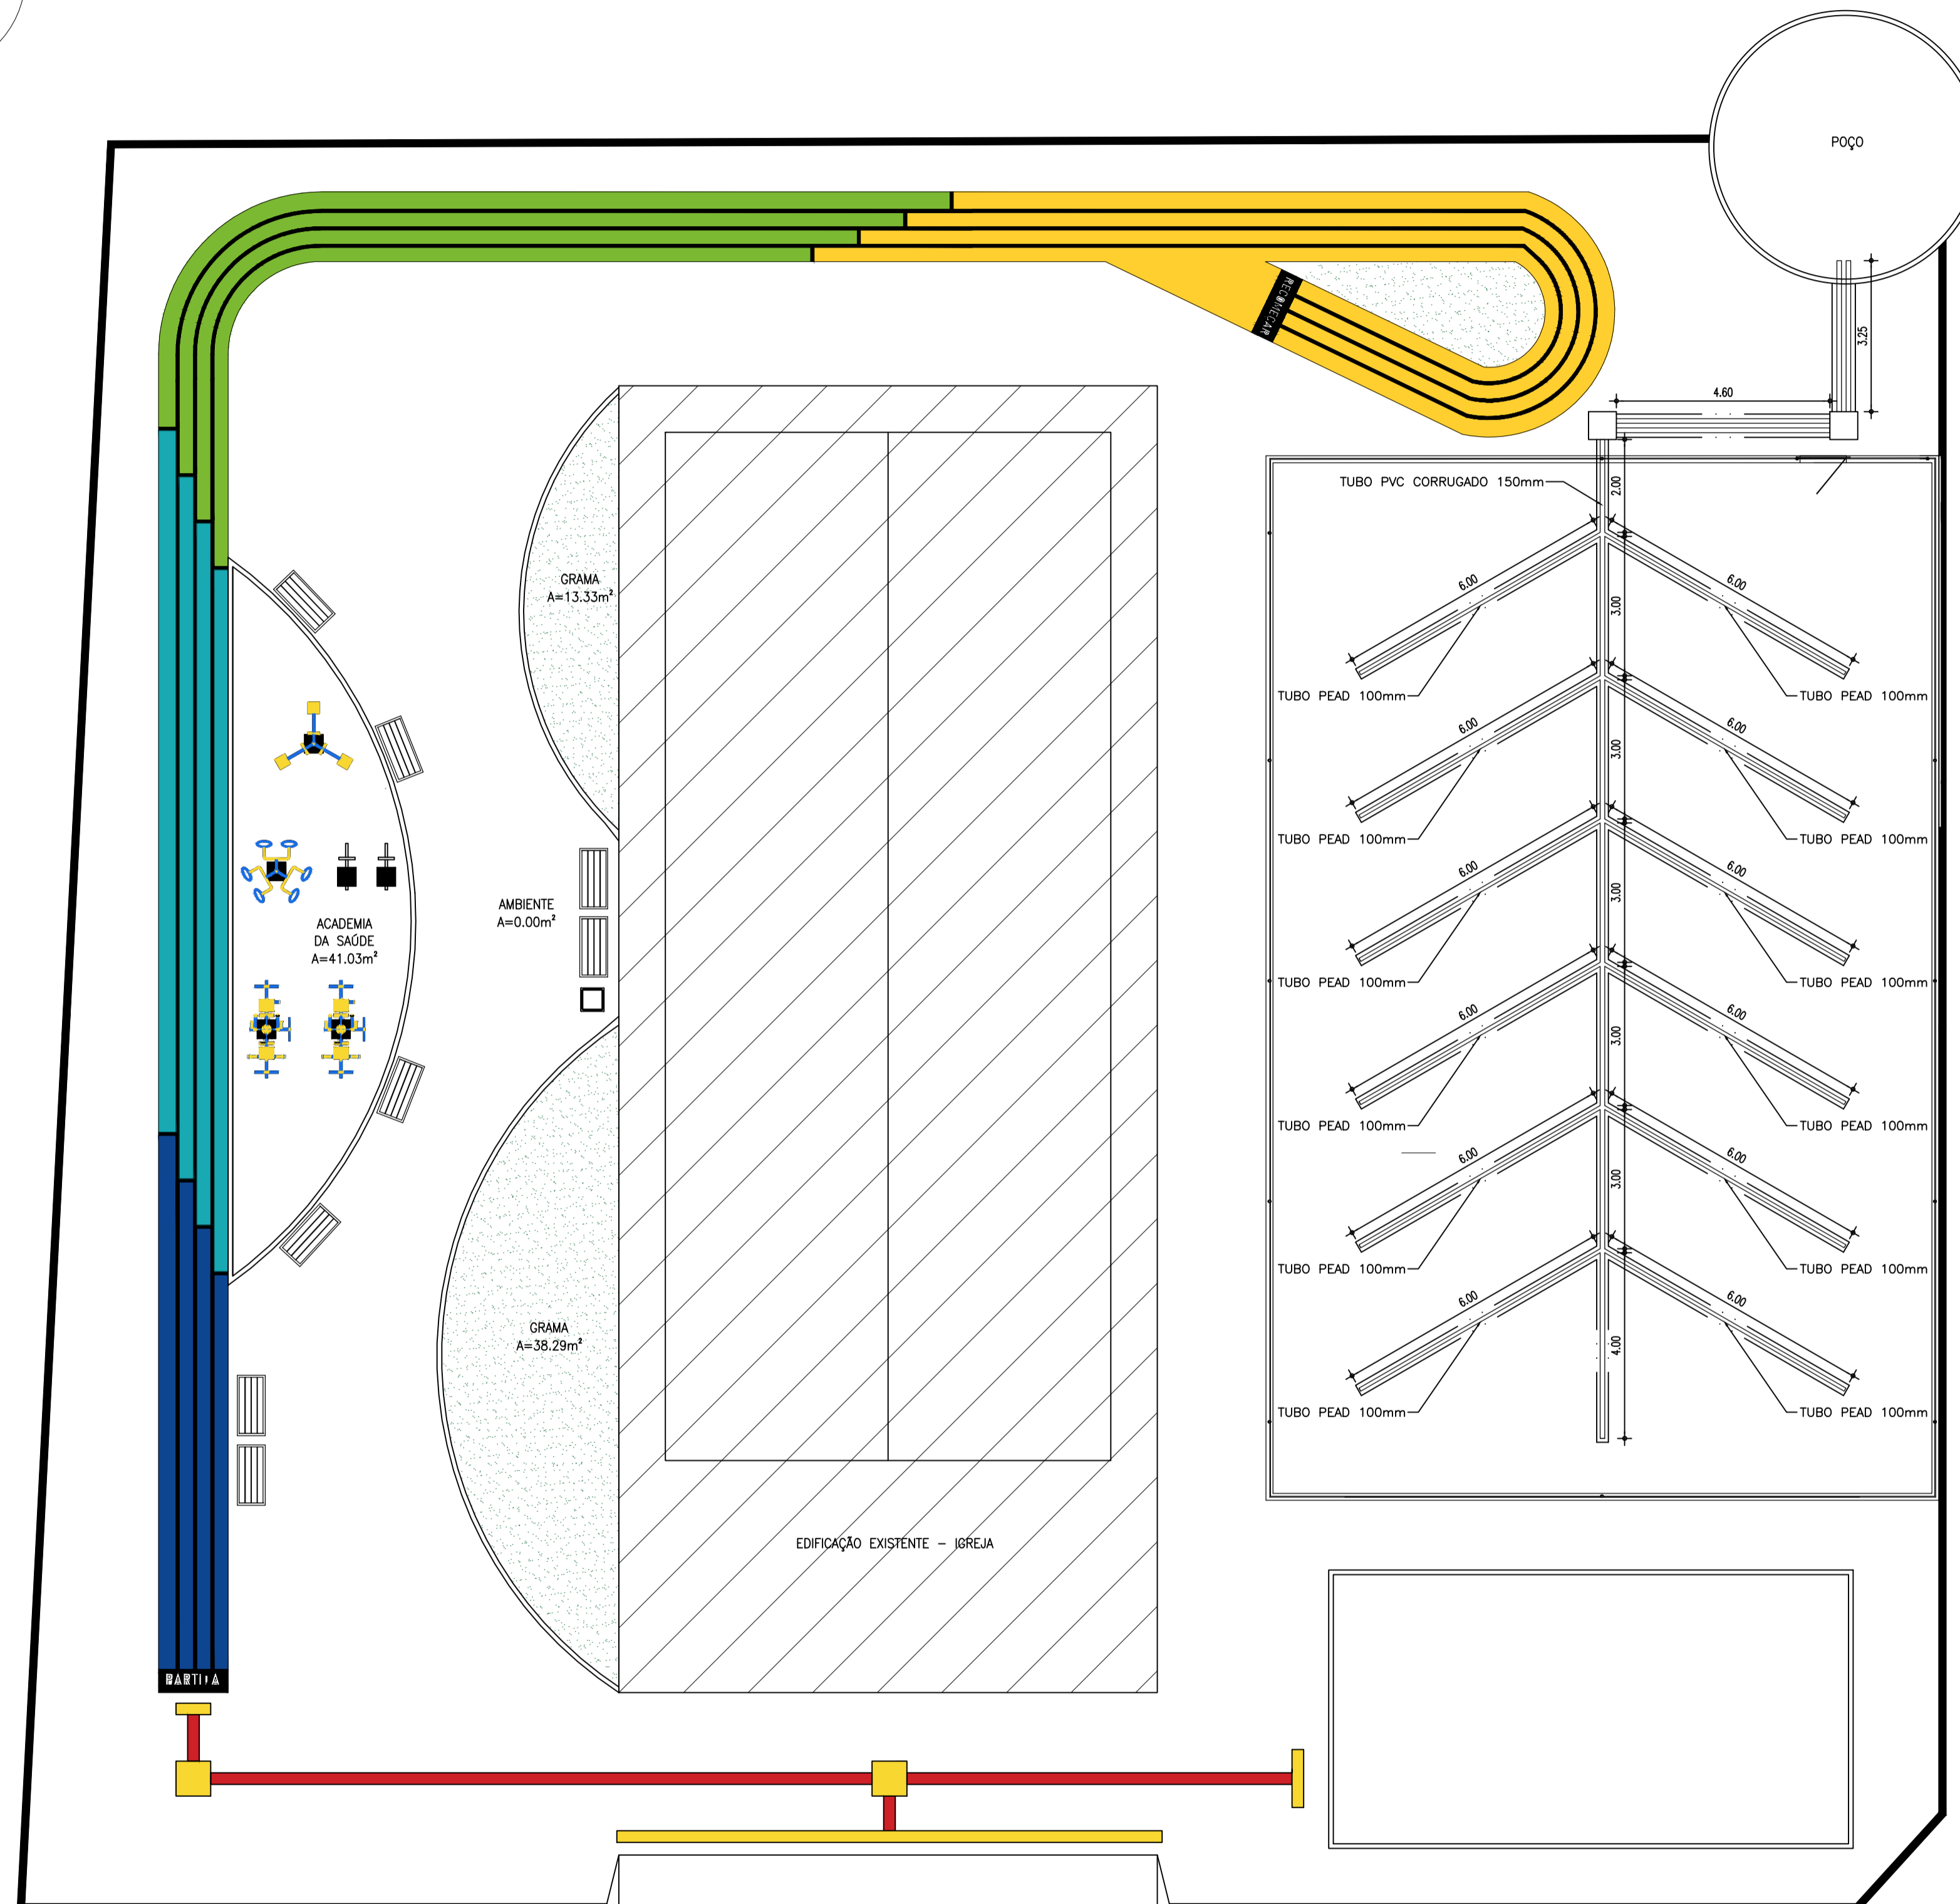 POÇO
RECOMEÇAR
3.25
4.60
TUBO PVC CORRUGADO 150mm
2.00
GRAMA
A=13.33m²
6.00
6.00
3.00
TUBO PEAD 100mm
TUBO PEAD 100mm
6.00
6.00
3.00
TUBO PEAD 100mm
TUBO PEAD 100mm
6.00
6.00
3.00
AMBIENTE
A=0.00m²
ACADEMIA
DA SAÚDE
A=41.03m²
TUBO PEAD 100mm
TUBO PEAD 100mm
6.00
6.00
3.00
TUBO PEAD 100mm
TUBO PEAD 100mm
6.00
6.00
3.00
TUBO PEAD 100mm
TUBO PEAD 100mm
6.00
6.00
GRAMA
A=38.29m²
4.00
TUBO PEAD 100mm
TUBO PEAD 100mm
EDIFICAÇÃO EXISTENTE - IGREJA
PARTIDA